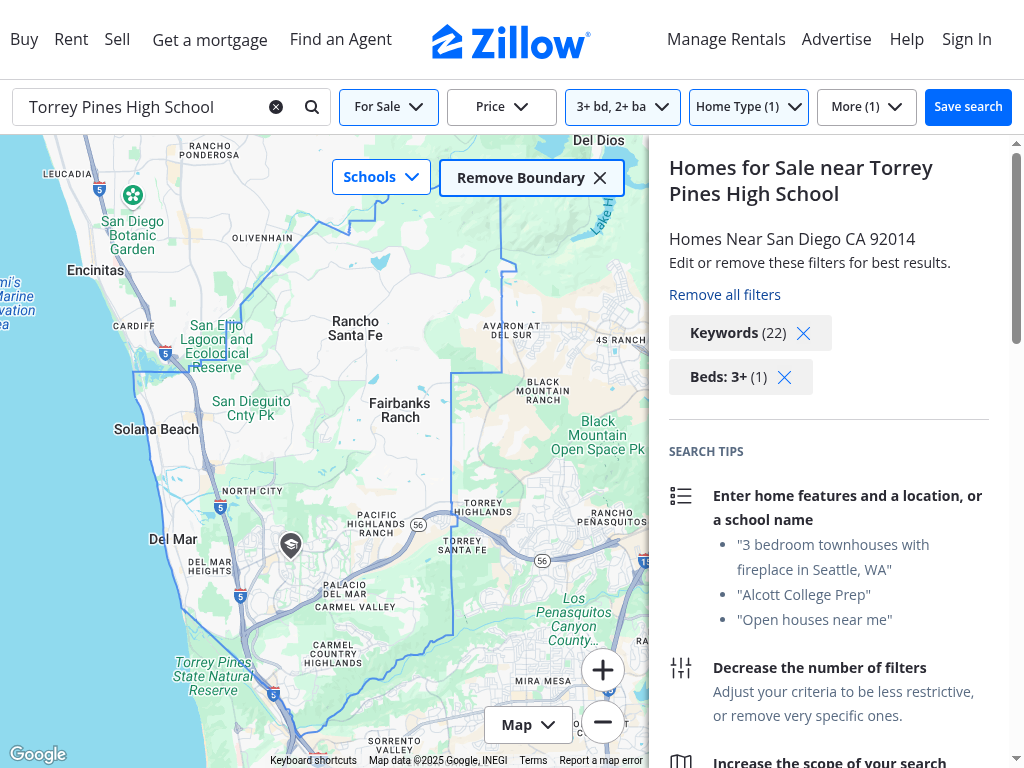 Buy Rent Sell Get a mortgage Find an Agent Zillow Manage Rentals Advertise Help Sign In
Torrey Pines High School For Sale Price 3+ bd, 2+ ba Home Type (1) More (1) Save search
Schools
Remove Boundary
Del Dios
RANCHO
PONDEROSA
LEUCADIA
5
San Diego
Botanic
Garden
Lake H
OLIVENHAIN
Encinitas
CARDIFF
5
San Elijo
Lagoon and
Ecological
Reserve
mi's
Marine
vation
ea
Rancho
Santa Fe
AVARON AT
DEL SUR
4S RANCH
BLACK
MOUNTAIN
RANCH
San Dieguito
Cnty Pk
Fairbanks
Ranch
Black
Mountain
Open Space Pk
Solana Beach
NORTH CITY
5
TORREY
HIGHLANDS
PACIFIC
HIGHLANDS
RANCH
56
RANCHO
PEÑASQUITOS
Del Mar
TORREY
SANTA FE
56
15
DEL MAR
HEIGHTS
5
PALACIO
DEL MAR
CARMEL VALLEY
Los
Penasquitos
Canyon
County...
CARMEL
COUNTRY
HIGHLANDS
RA
Torrey Pines
State Natural
Reserve
5
MIRA MESA
Map
SORRENTO
VALLEY
Google
Keyboard shortcuts Map data ©2025 Google, INEGI Terms Report a map error
Homes for Sale near Torrey
Pines High School
Homes Near San Diego CA 92014
Edit or remove these filters for best results.
Remove all filters
Keywords (22)
Beds: 3+ (1)
SEARCH TIPS
Enter home features and a location, or
a school name
• "3 bedroom townhouses with
fireplace in Seattle, WA"
• "Alcott College Prep"
• "Open houses near me"
Decrease the number of filters
Adjust your criteria to be less restrictive,
or remove very specific ones.
Increase the scope of your search